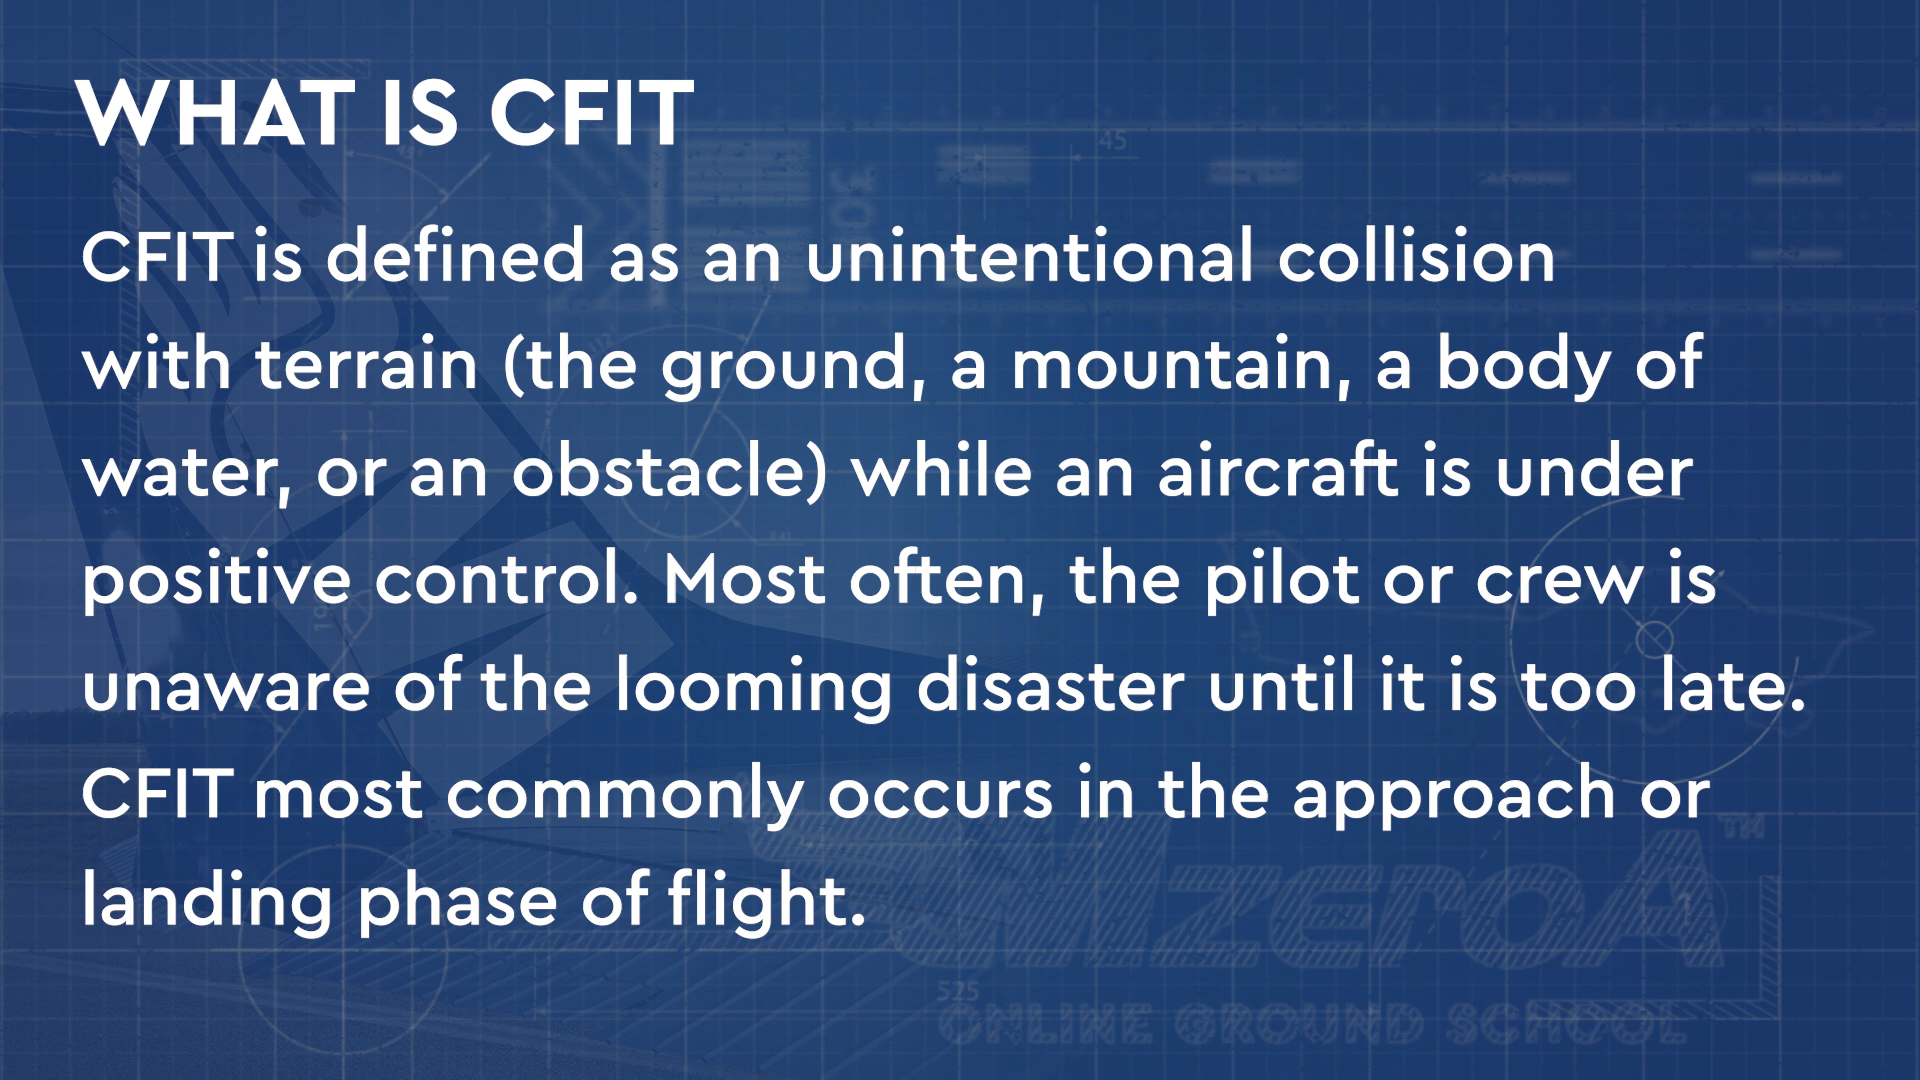 WHAT IS CFIT
CFIT is defined as an unintentional collision
with terrain (the ground, a mountain, a body of
water, or an obstacle) while an aircraft is under
positive control. Most often, the pilot or crew is
unaware of the looming disaster until it is too late.
CFIT most commonly occurs in the approach or
landing phase of flight.
45
MzeroA™
525
ONLINE GROUND SCHOOL